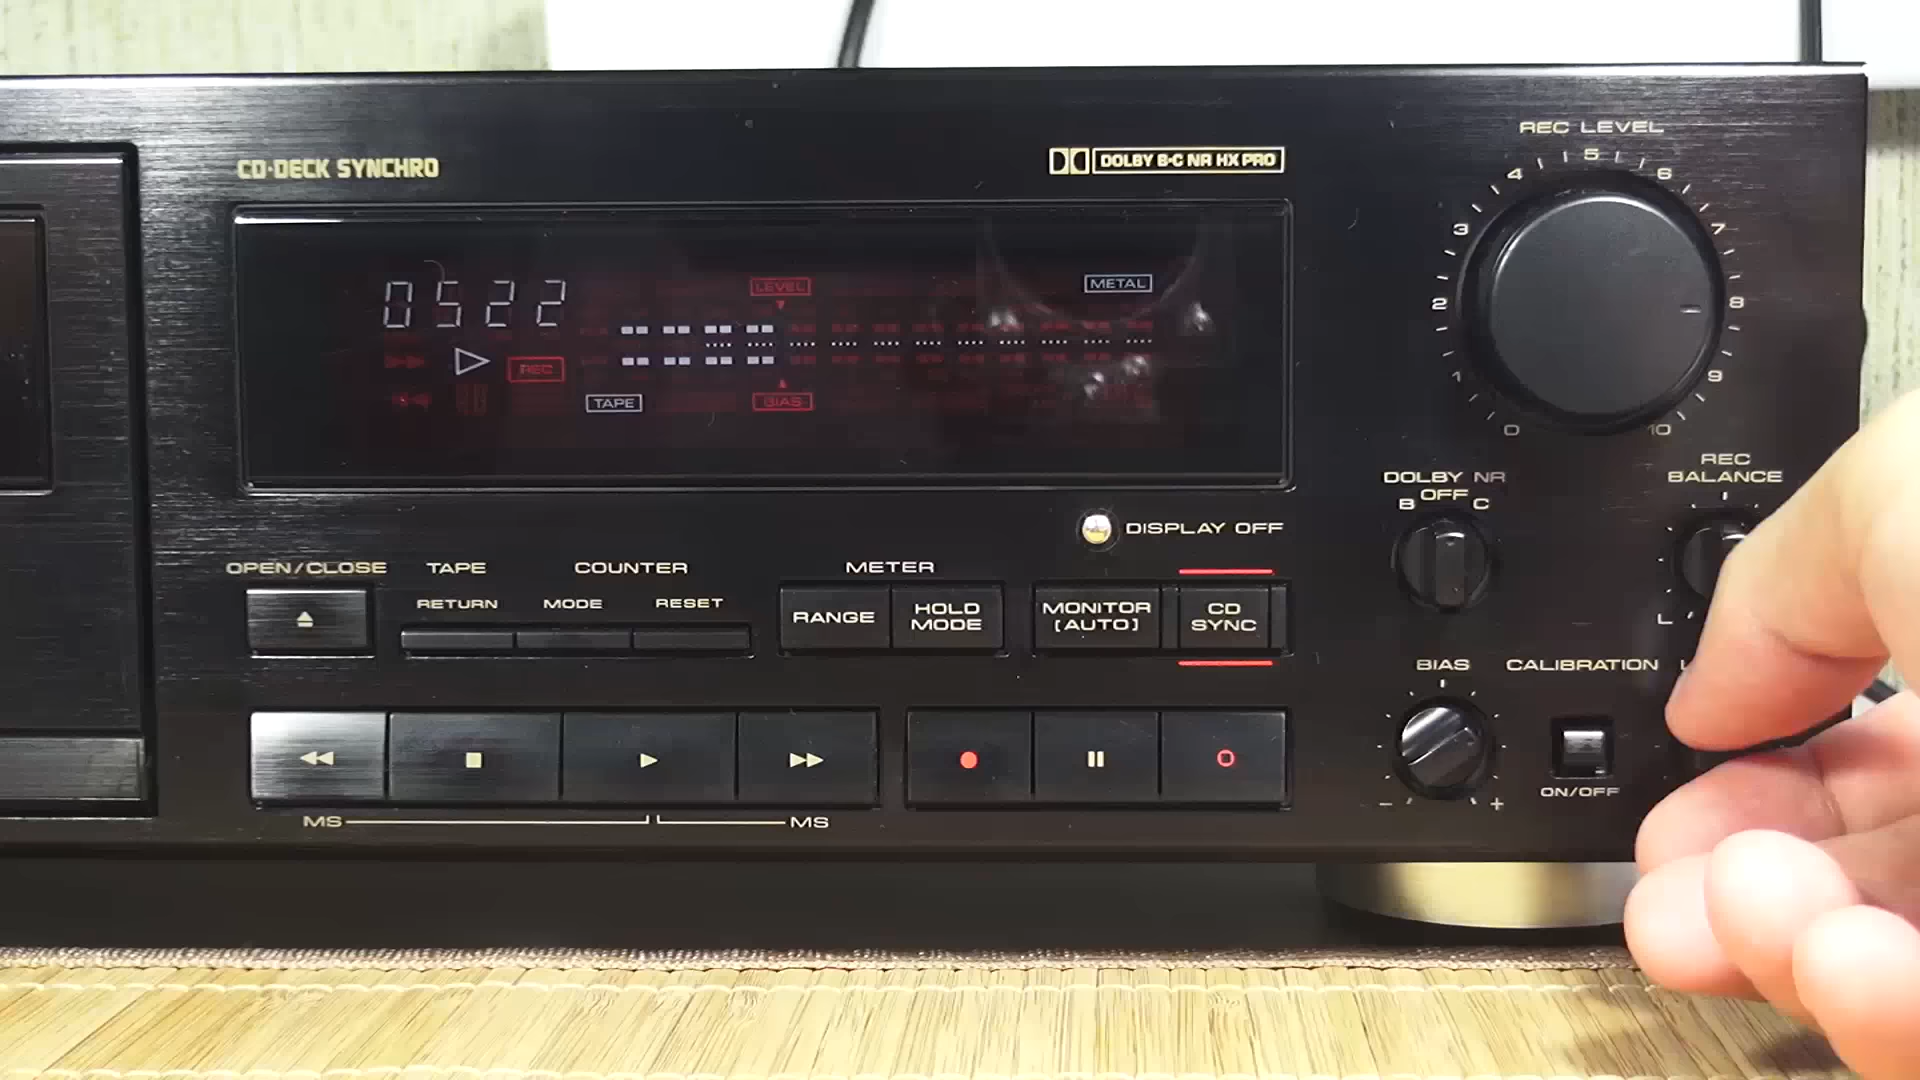 REC LEVEL
CD·DECK SYNCHRO
DOLBY B·C NR HX PRO
0 1 2 3 4 5 6 7 8 9 10
0522
LEVEL
METAL
REC
TAPE
BIAS
DOLBY NR
B OFF C
REC
BALANCE
L
DISPLAY OFF
OPEN/CLOSE
TAPE
RETURN
COUNTER
MODE
RESET
METER
RANGE
HOLD
MODE
MONITOR
[AUTO]
CD
SYNC
BIAS
CALIBRATION
L
- +
ON/OFF
MS
MS